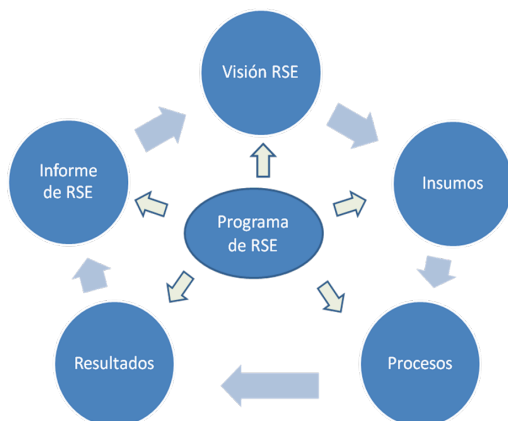 Visión RSE
Informe
de RSE
Insumos
Programa
de RSE
Resultados
Procesos